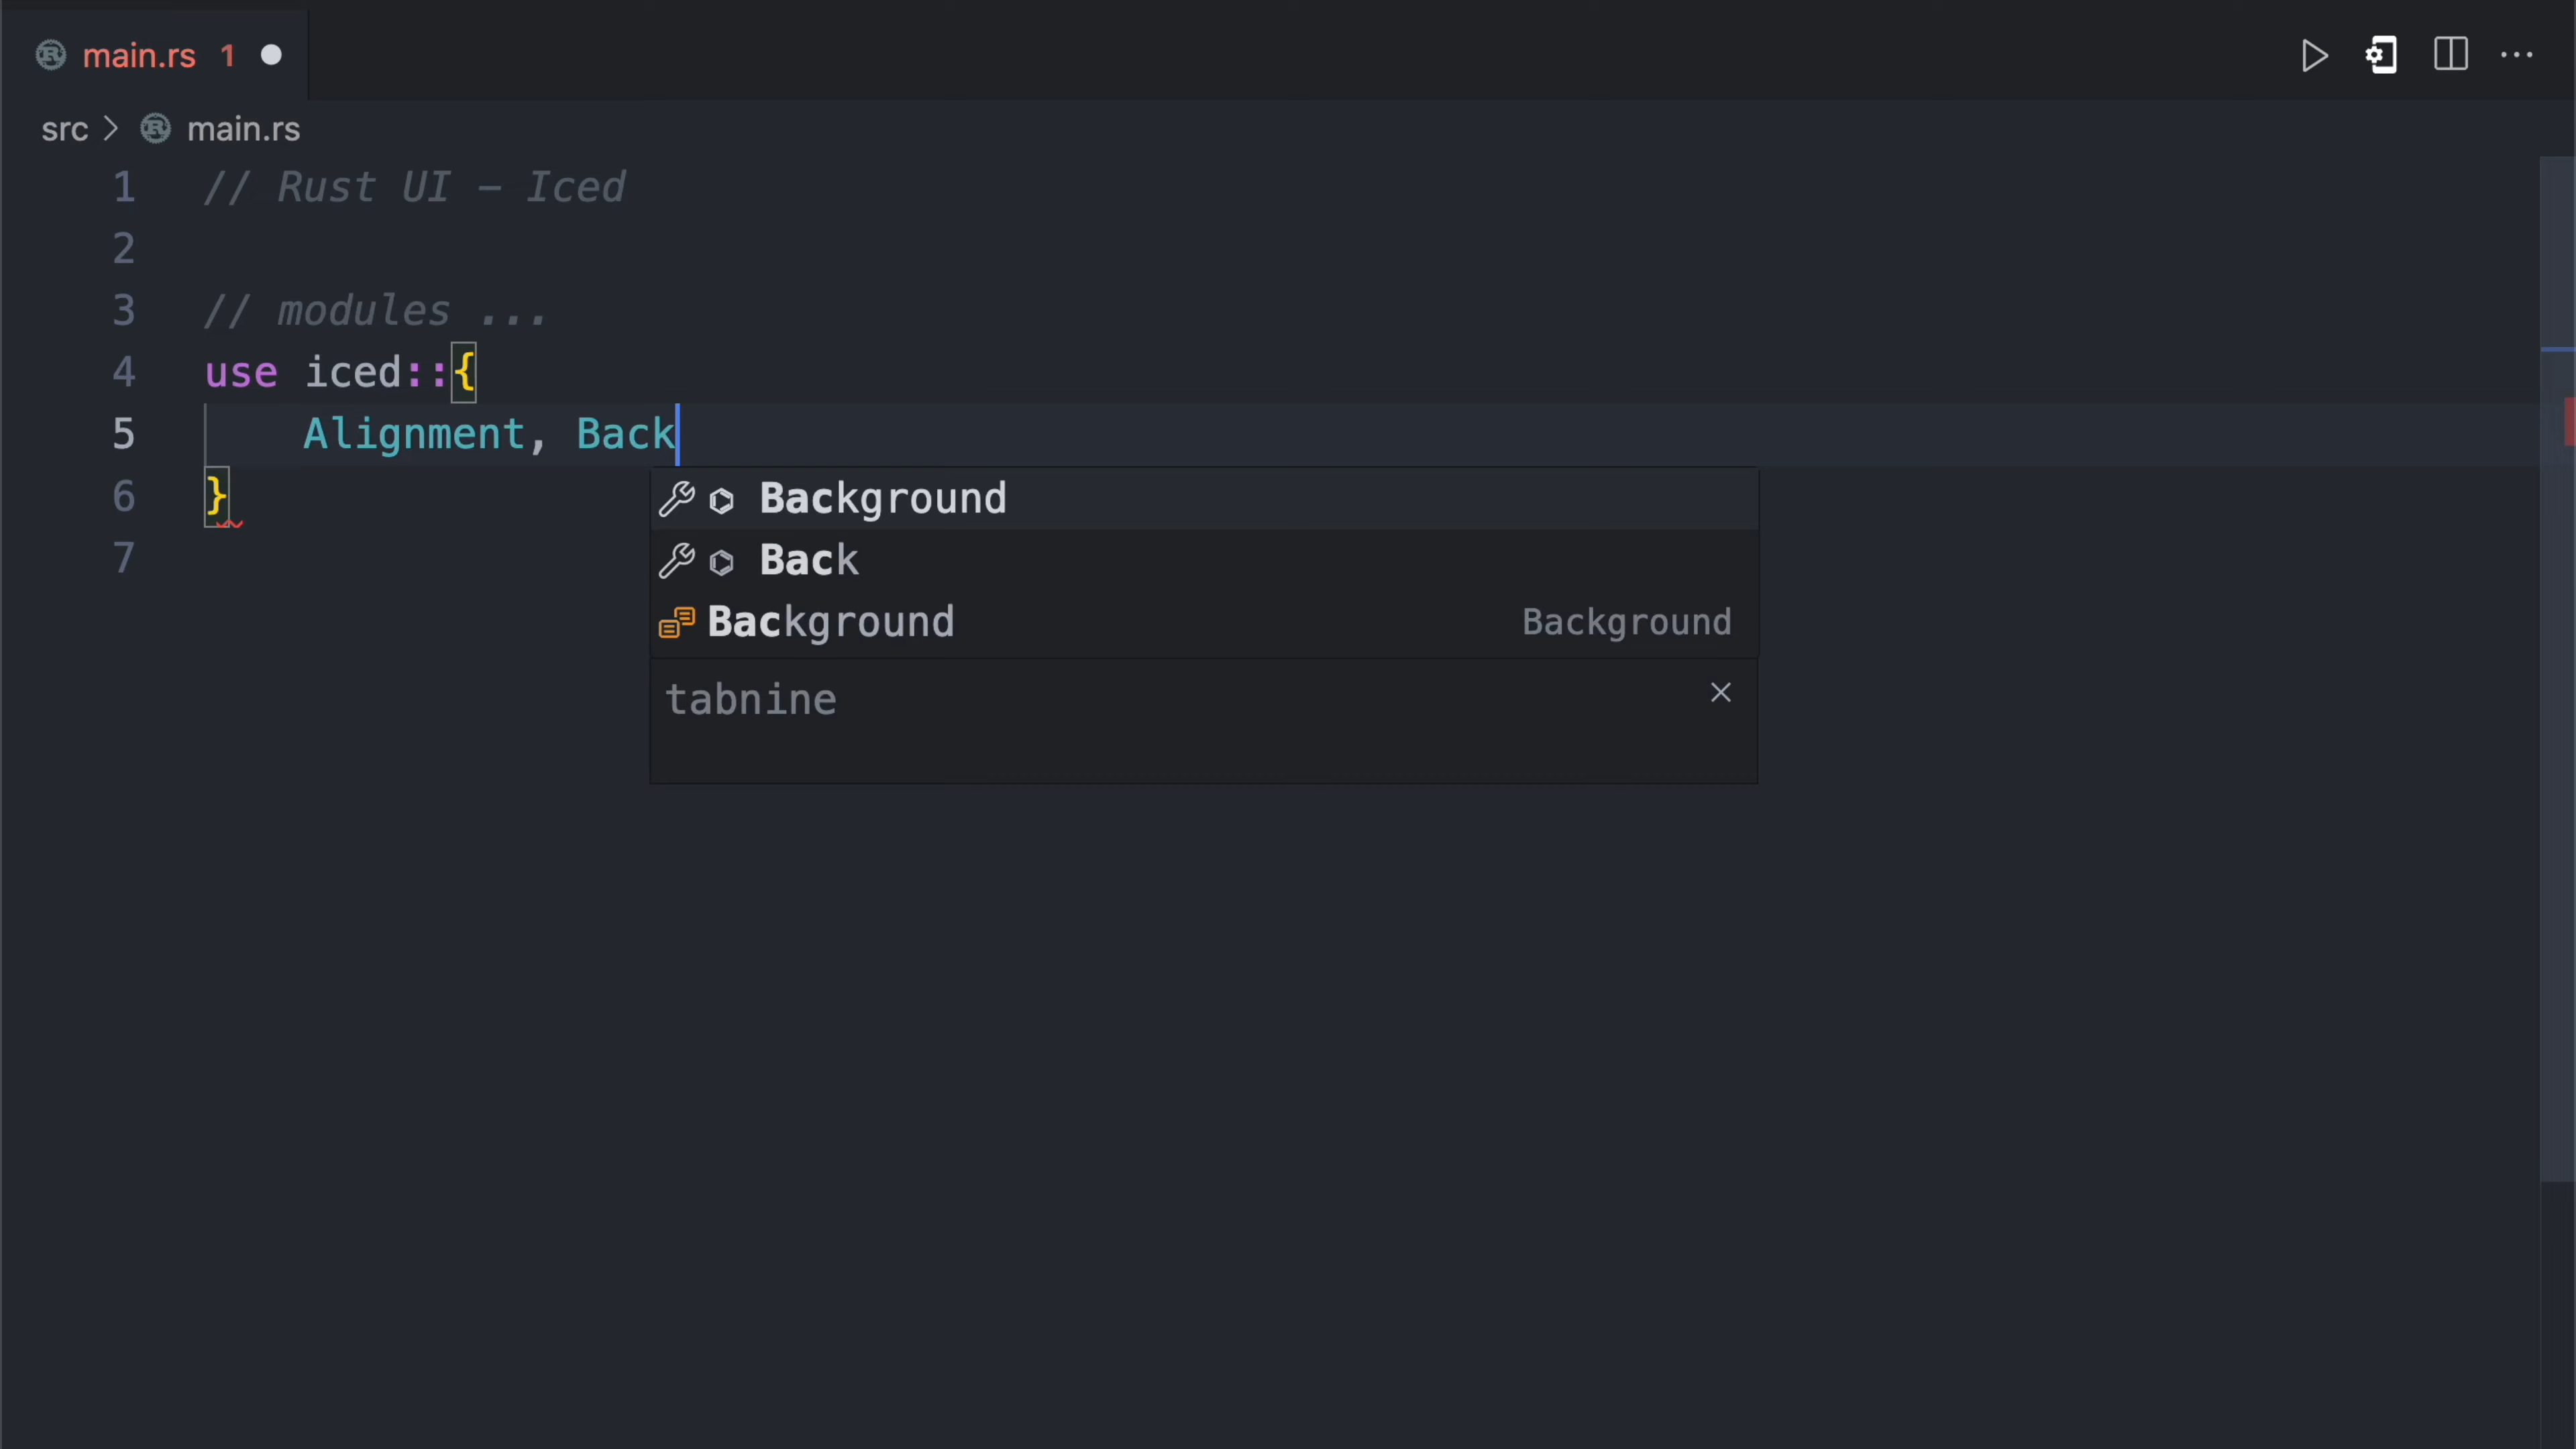 main.rs 1
src > main.rs
1 // Rust UI - Iced
2
3 // modules ...
4 use iced::{
5 Alignment, Back
6 }
7
Background
Back
Background Background
tabnine